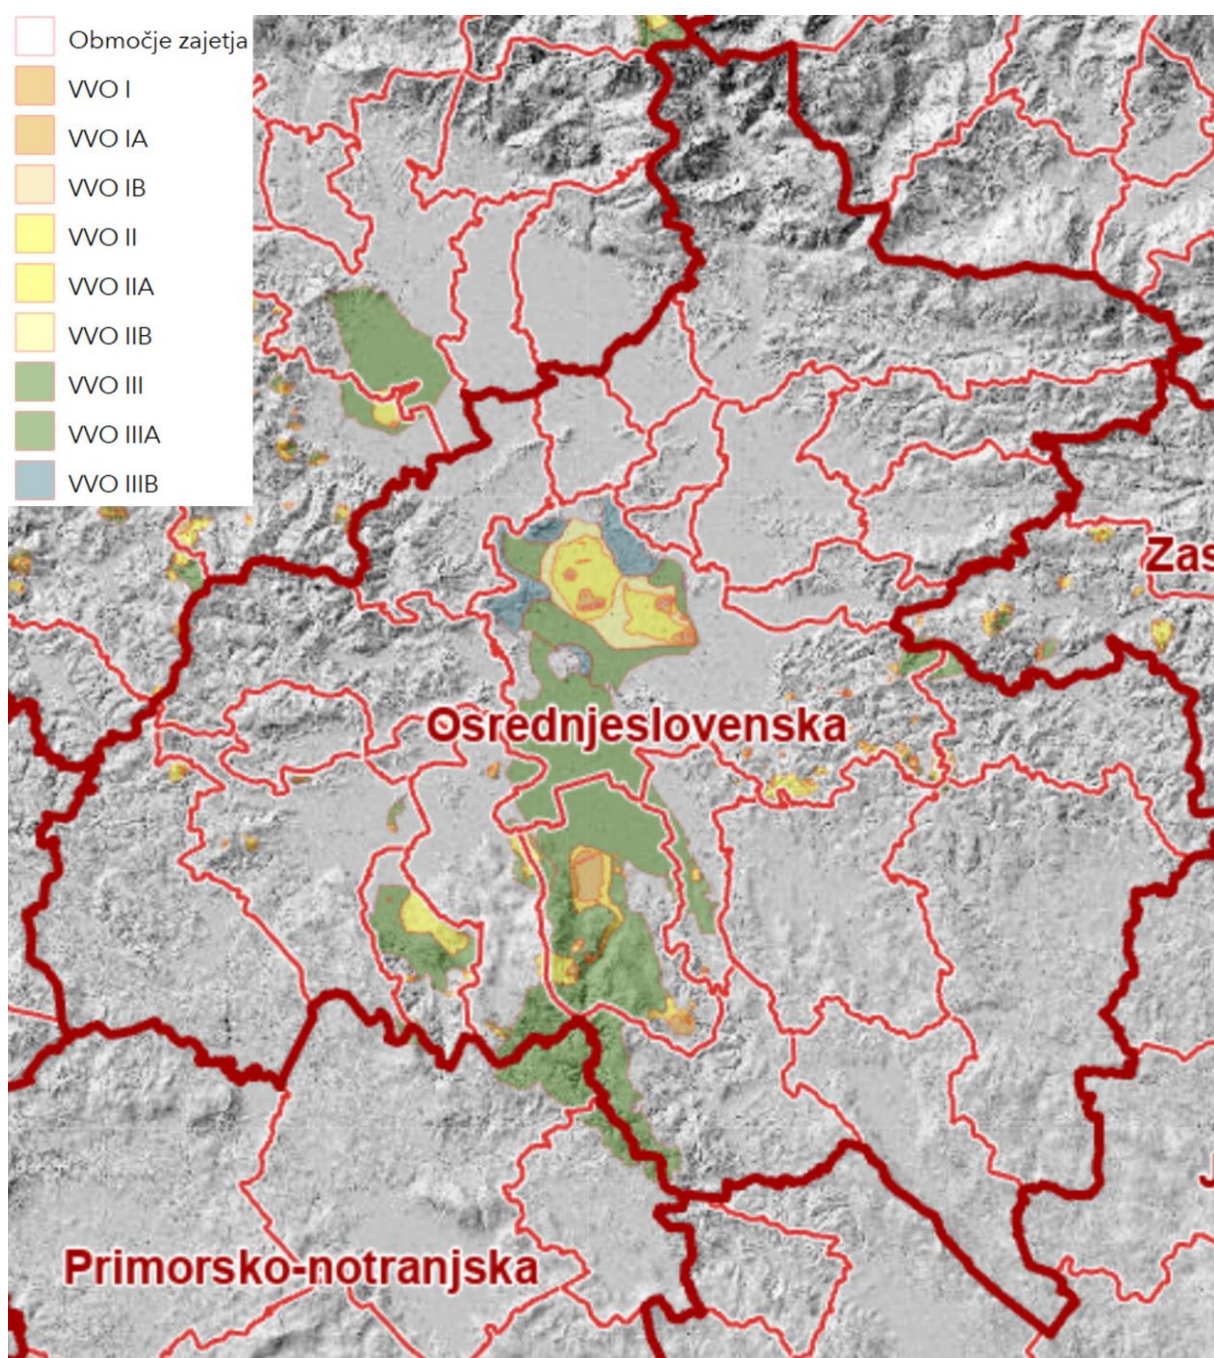 Območje zajetja
VVO I
VVO IA
VVO IB
VVO II
VVO IIA
VVO IIB
VVO III
VVO IIIA
VVO IIIB
Zas
Osrednjeslovenska
J
Primorsko-notranjska